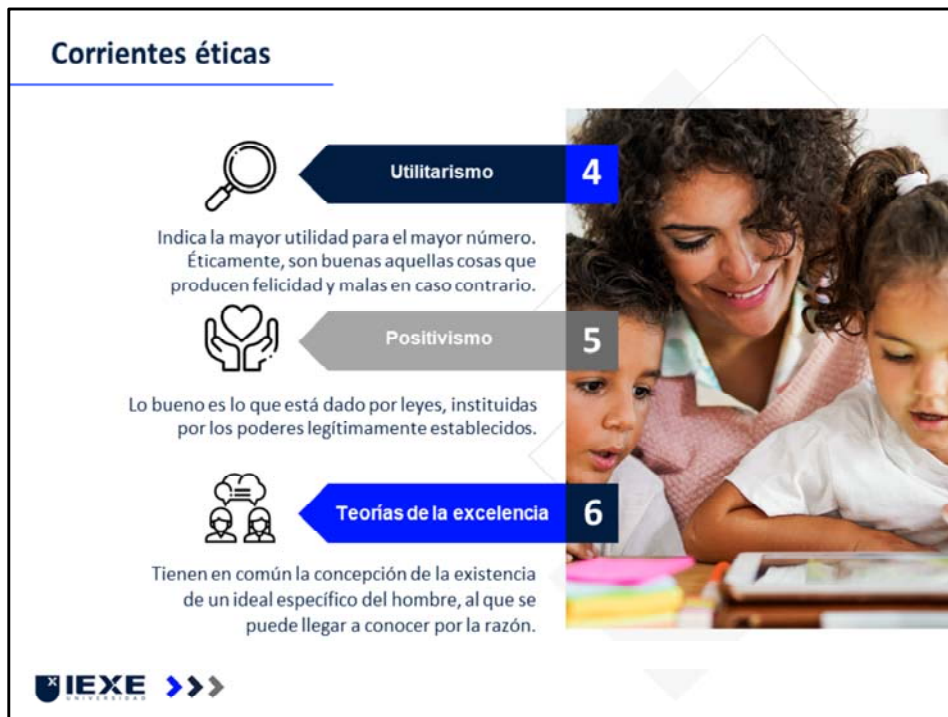 Corrientes éticas
Utilitarismo
4
Indica la mayor utilidad para el mayor número.
Éticamente, son buenas aquellas cosas que
producen felicidad y malas en caso contrario.
Positivismo
5
Lo bueno es lo que está dado por leyes, instituidas
por los poderes legítimamente establecidos.
Teorías de la excelencia
6
Tienen en común la concepción de la existencia
de un ideal específico del hombre, al que se
puede llegar a conocer por la razón.
IEXE
UNIVERSIDAD